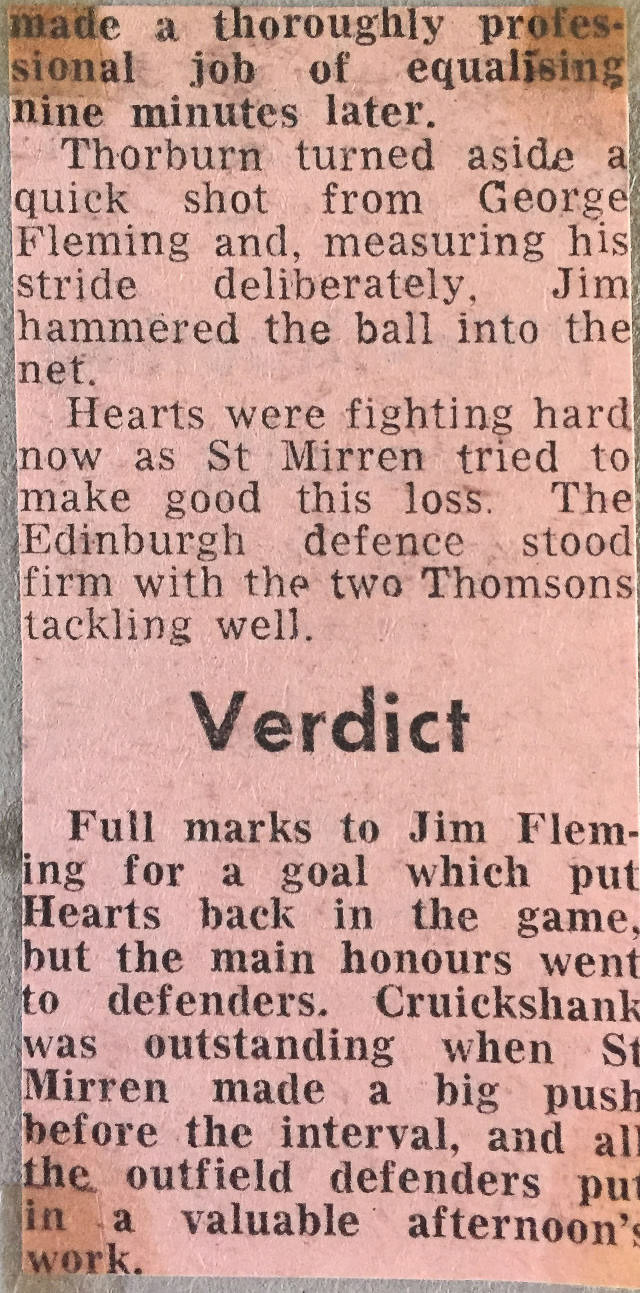 made a thoroughly profes-
sional job of equalising
nine minutes later.
Thorburn turned aside a
quick shot from George
Fleming and, measuring his
stride deliberately, Jim
hammered the ball into the
net.
Hearts were fighting hard
now as St Mirren tried to
make good this loss. The
Edinburgh defence stood
firm with the two Thomsons
tackling well.
Verdict
Full marks to Jim Flem-
ing for a goal which put
Hearts back in the game,
but the main honours went
to defenders. Cruickshank
was outstanding when St
Mirren made a big push
before the interval, and all
the outfield defenders put
in a valuable afternoon's
work.